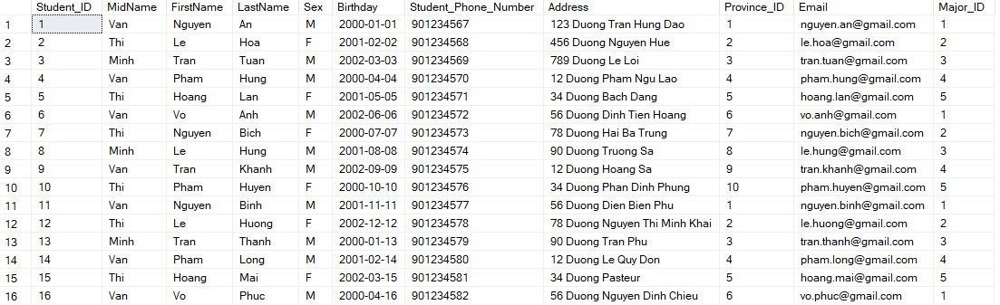 Student_ID MidName FirstName LastName Sex Birthday Student_Phone_Number Address Province_ID Email Major_ID
1 1 Van Nguyen An M 2000-01-01 901234567 123 Duong Tran Hung Dao 1 nguyen.an@gmail.com 1
2 2 Thi Le Hoa F 2001-02-02 901234568 456 Duong Nguyen Hue 2 le.hoa@gmail.com 2
3 3 Minh Tran Tuan M 2002-03-03 901234569 789 Duong Le Loi 3 tran.tuan@gmail.com 3
4 4 Van Pham Hung M 2000-04-04 901234570 12 Duong Pham Ngu Lao 4 pham.hung@gmail.com 4
5 5 Thi Hoang Lan F 2001-05-05 901234571 34 Duong Bach Dang 5 hoang.lan@gmail.com 5
6 6 Van Vo Anh M 2002-06-06 901234572 56 Duong Dinh Tien Hoang 6 vo.anh@gmail.com 1
7 7 Thi Nguyen Bich F 2000-07-07 901234573 78 Duong Hai Ba Trung 7 nguyen.bich@gmail.com 2
8 8 Minh Le Hung M 2001-08-08 901234574 90 Duong Truong Sa 8 le.hung@gmail.com 3
9 9 Van Tran Khanh M 2002-09-09 901234575 12 Duong Hoang Sa 9 tran.khanh@gmail.com 4
10 10 Thi Pham Huyen F 2000-10-10 901234576 34 Duong Phan Dinh Phung 10 pham.huyen@gmail.com 5
11 11 Van Nguyen Binh M 2001-11-11 901234577 56 Duong Dien Bien Phu 1 nguyen.binh@gmail.com 1
12 12 Thi Le Huong F 2002-12-12 901234578 78 Duong Nguyen Thi Minh Khai 2 le.huong@gmail.com 2
13 13 Minh Tran Thanh M 2000-01-13 901234579 90 Duong Tran Phu 3 tran.thanh@gmail.com 3
14 14 Van Pham Long M 2001-02-14 901234580 12 Duong Le Quy Don 4 pham.long@gmail.com 4
15 15 Thi Hoang Mai F 2002-03-15 901234581 34 Duong Pasteur 5 hoang.mai@gmail.com 5
16 16 Van Vo Phuc M 2000-04-16 901234582 56 Duong Nguyen Dinh Chieu 6 vo.phuc@gmail.com 1